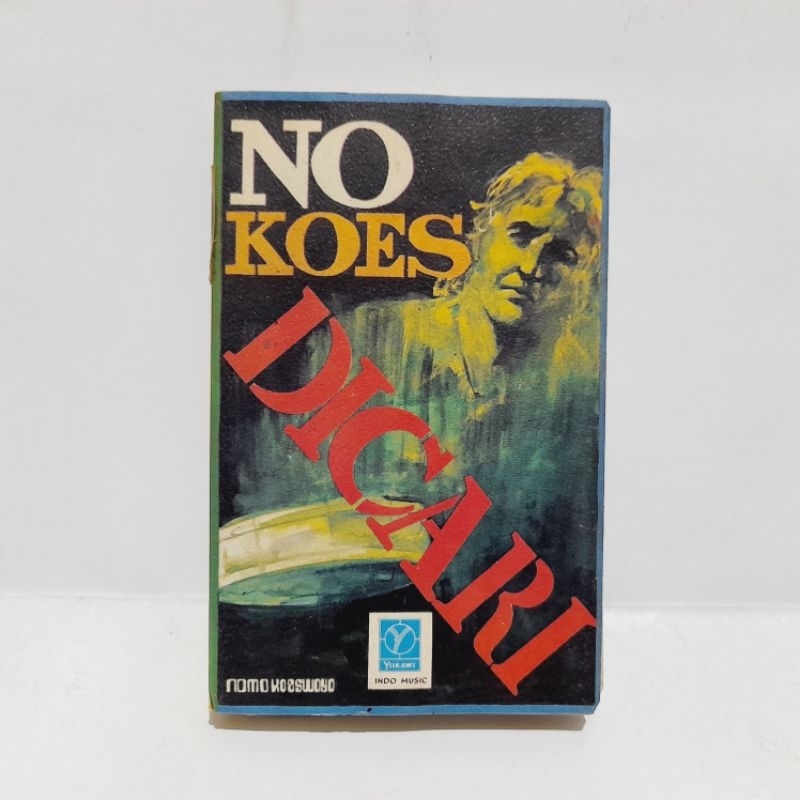 NO
KOES
DICARI
YUKAWI
INDO MUSIC
nomo koeswoyo